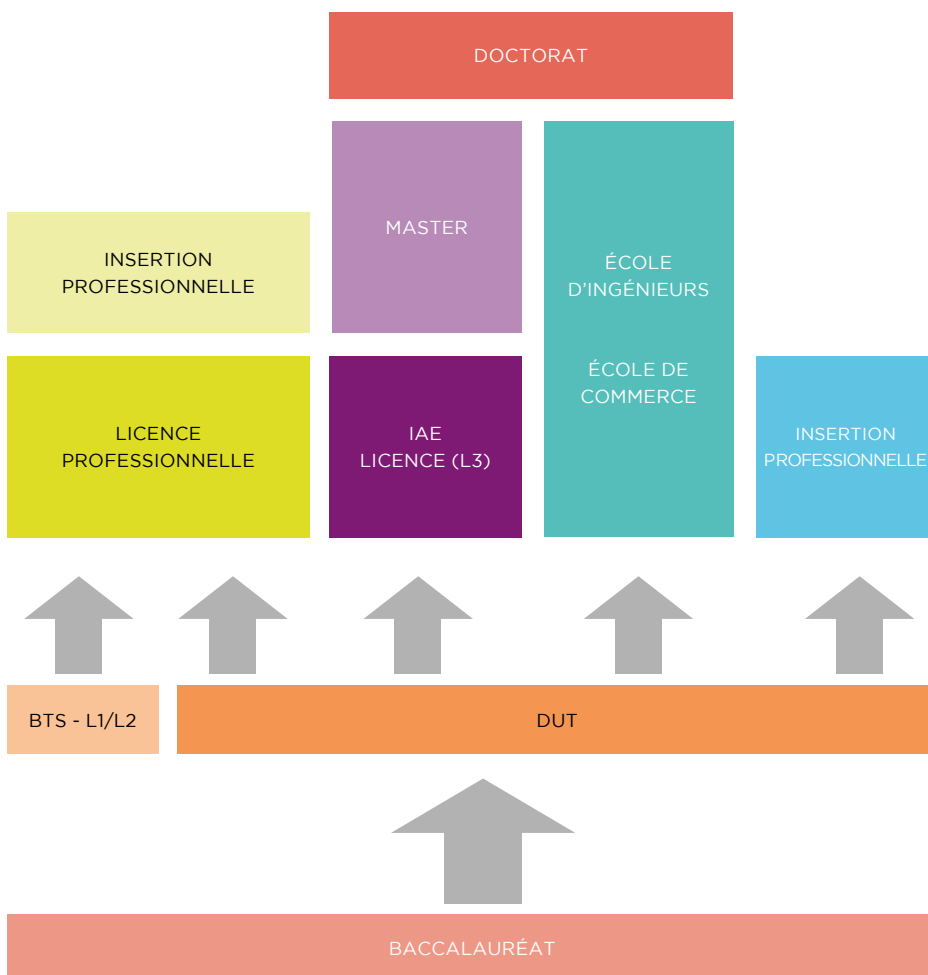 DOCTORAT
MASTER
INSERTION
PROFESSIONNELLE
ÉCOLE
D'INGÉNIEURS
ÉCOLE DE
COMMERCE
LICENCE
PROFESSIONNELLE
IAE
LICENCE (L3)
INSERTION
PROFESSIONNELLE
BTS - L1/L2
DUT
BACCALAURÉAT